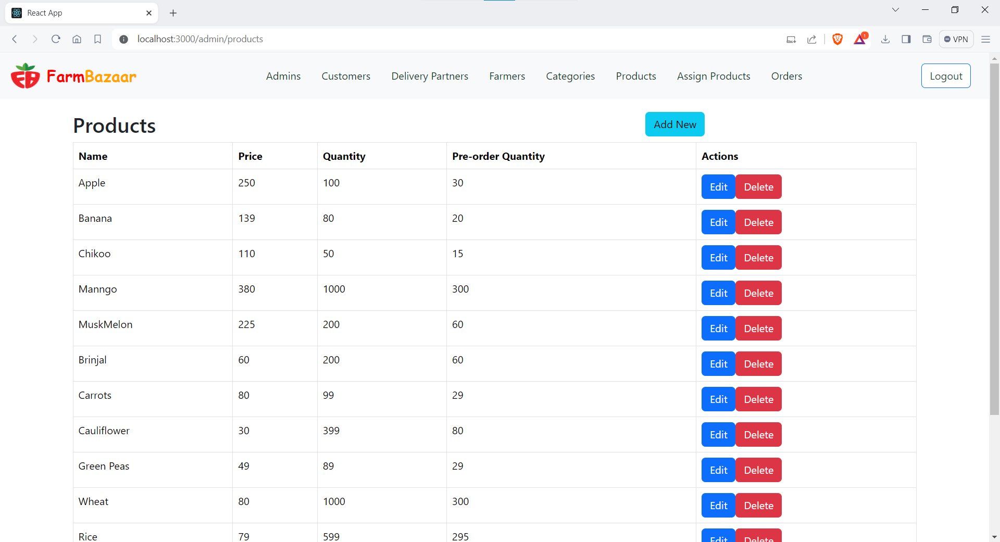 React App
localhost:3000/admin/products
1
VPN
FarmBazaar
Admins Customers Delivery Partners Farmers Categories Products Assign Products Orders Logout
Products Add New
Name Price Quantity Pre-order Quantity Actions
Apple 250 100 30 Edit Delete
Banana 139 80 20 Edit Delete
Chikoo 110 50 15 Edit Delete
Manngo 380 1000 300 Edit Delete
MuskMelon 225 200 60 Edit Delete
Brinjal 60 200 60 Edit Delete
Carrots 80 99 29 Edit Delete
Cauliflower 30 399 80 Edit Delete
Green Peas 49 89 29 Edit Delete
Wheat 80 1000 300 Edit Delete
Rice 79 599 295 Edit Delete